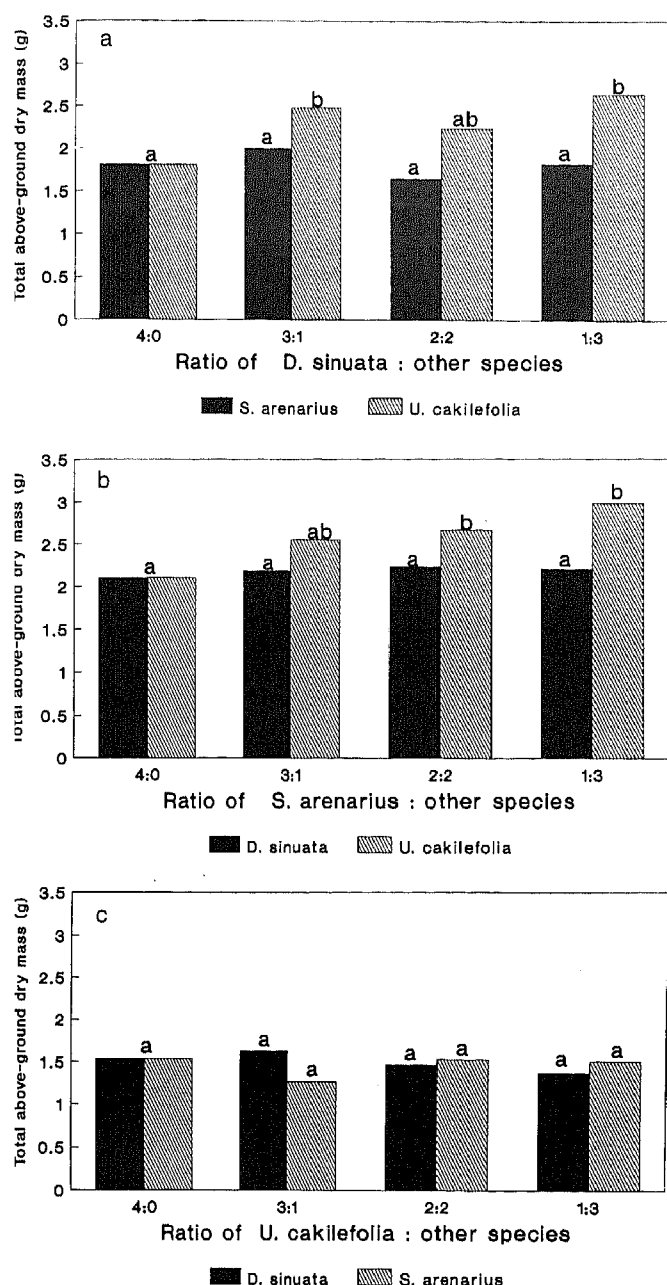 Total above-ground dry mass (g)
3.5
a
3
2.5
2
1.5
1
0.5
0
a
a
b
a
ab
a
b
4:0
3:1
2:2
1:3
Ratio of D. sinuata : other species
S. arenarius
U. cakilefolia
Total above-ground dry mass (g)
3.5
b
3
2.5
2
1.5
1
0.5
0
a
a
ab
a
b
a
b
4:0
3:1
2:2
1:3
Ratio of S. arenarius : other species
D. sinuata
U. cakilefolia
Total above-ground dry mass (g)
3.5
c
3
2.5
2
1.5
1
0.5
0
a
a
a
a
a
a
a
4:0
3:1
2:2
1:3
Ratio of U. cakilefolia : other species
D. sinuata
S. arenarius